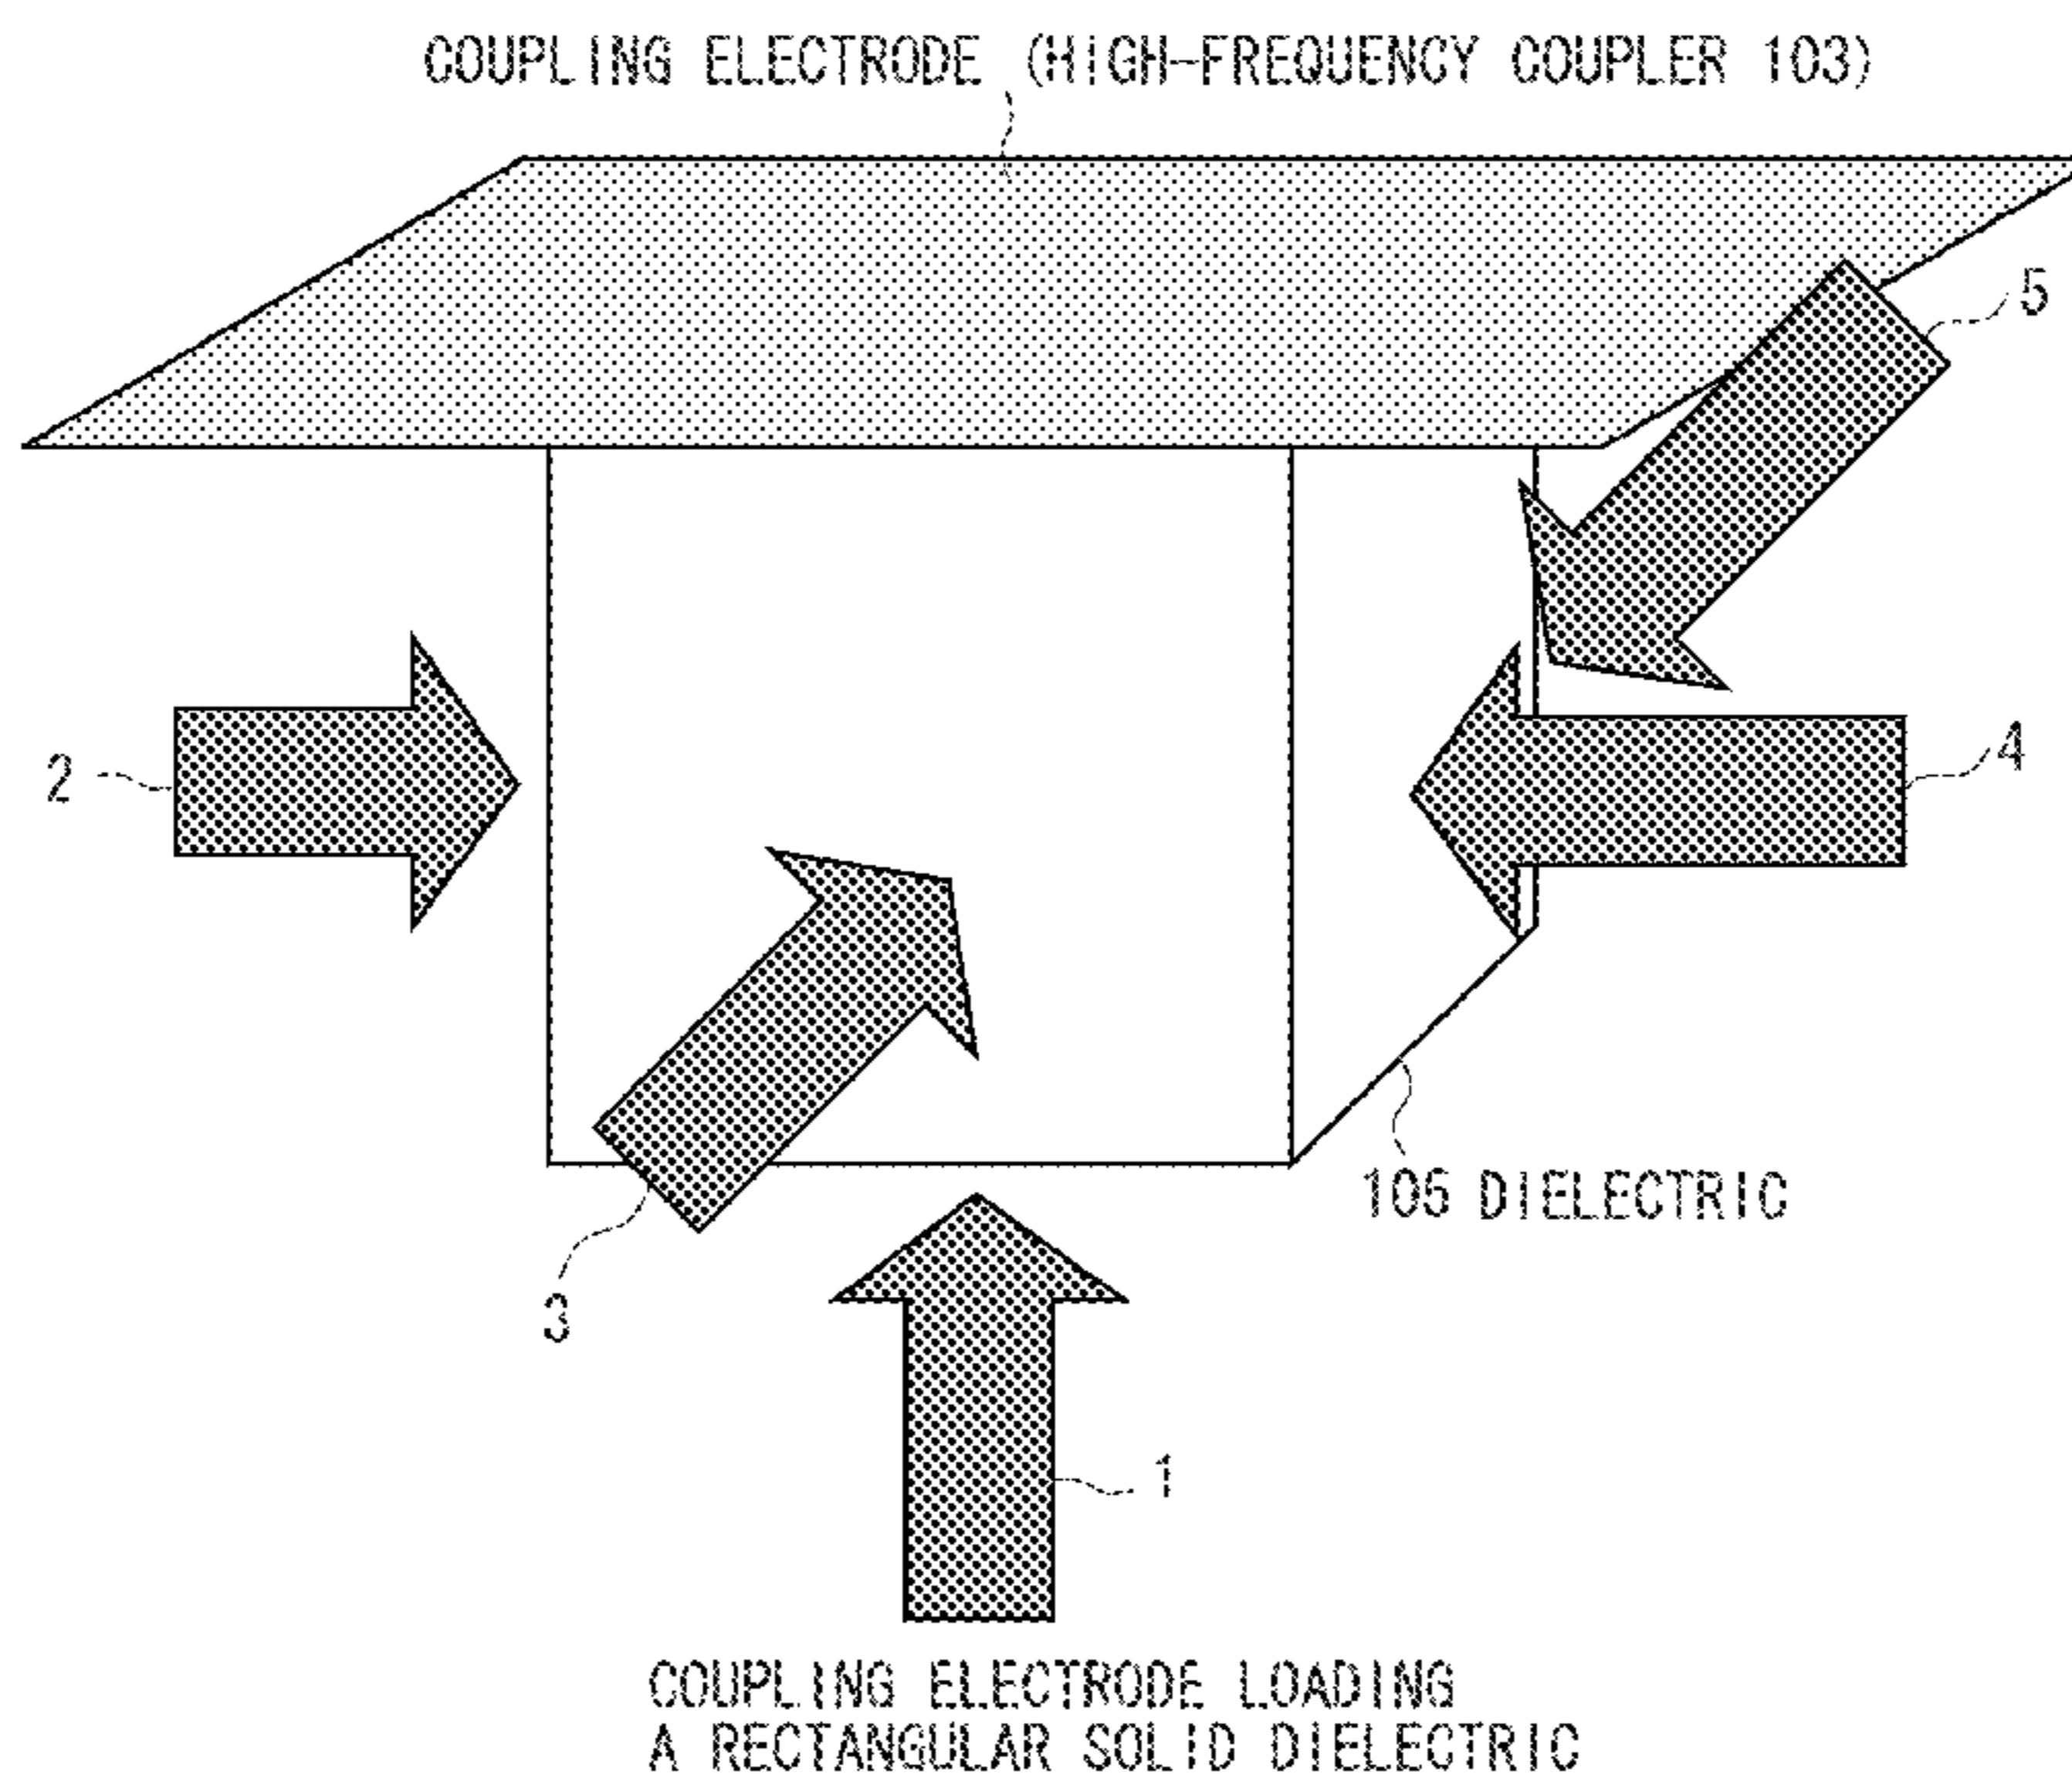 COUPLING ELECTRODE (HIGH-FREQUENCY COUPLER 103)
5
2
4
105 DIELECTRIC
3
1
COUPLING ELECTRODE LOADING
A RECTANGULAR SOLID DIELECTRIC